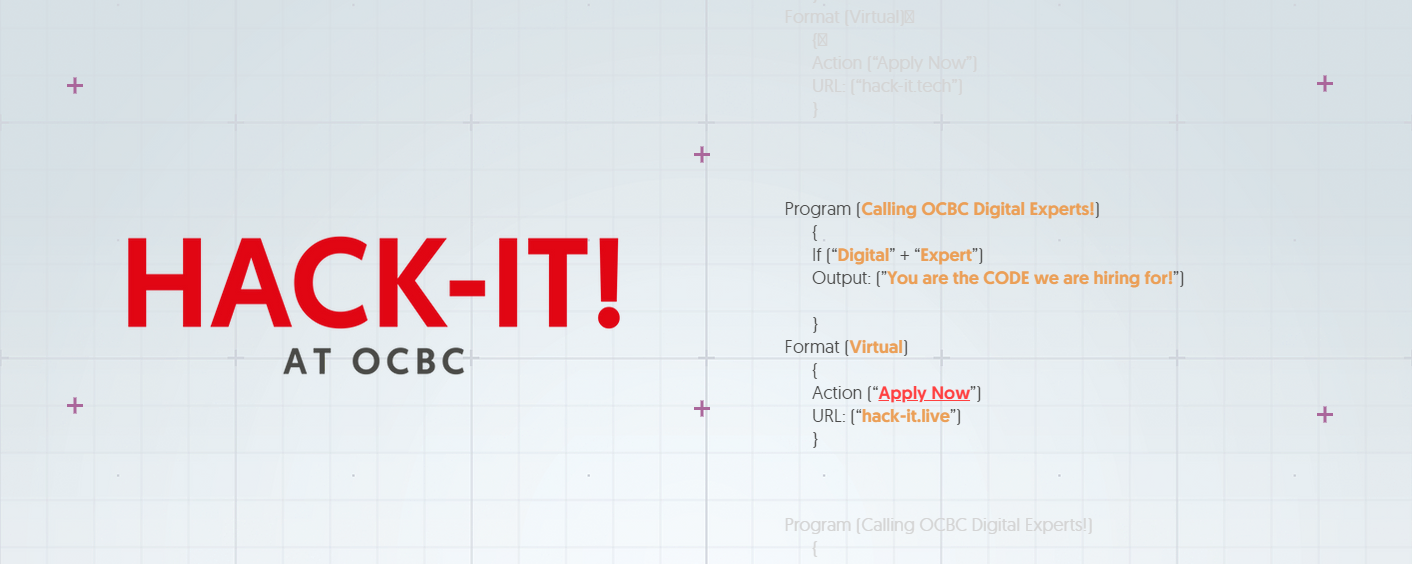 Format (Virtual)
{
Action (“Apply Now”)
URL: (“hack-it.tech”)
}
HACK-IT!
AT OCBC
Program (Calling OCBC Digital Experts!)
{
If (“Digital” + “Expert”)
Output: (”You are the CODE we are hiring for!”)
}
Format (Virtual)
{
Action (“Apply Now”)
URL: (“hack-it.live”)
}
Program (Calling OCBC Digital Experts!)
{